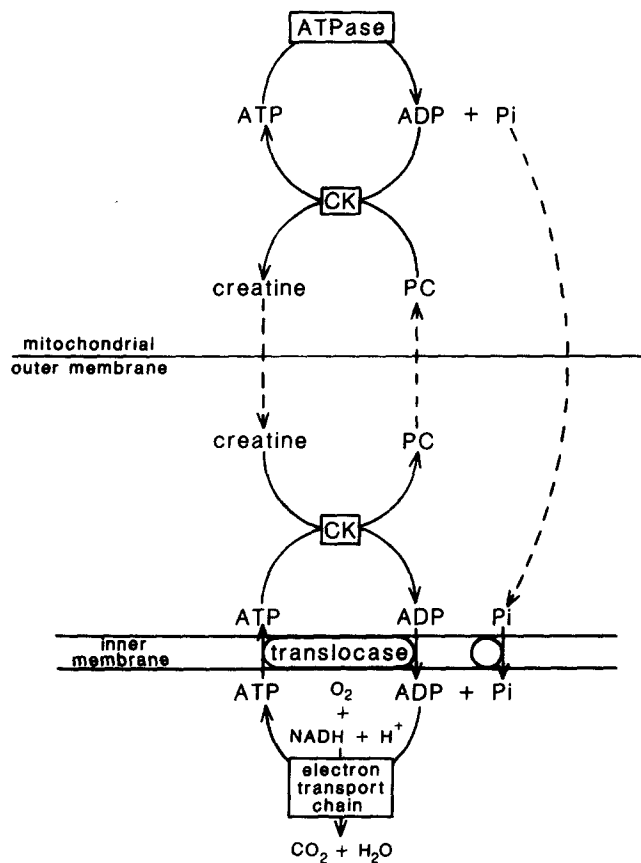 ATPase
ATP ADP + Pi
CK
creatine PC
mitochondrial
outer membrane
creatine PC
CK
ATP ADP Pi
inner
membrane
translocase
ATP O₂ ADP + Pi
+
NADH + H⁺
electron
transport
chain
CO₂ + H₂O